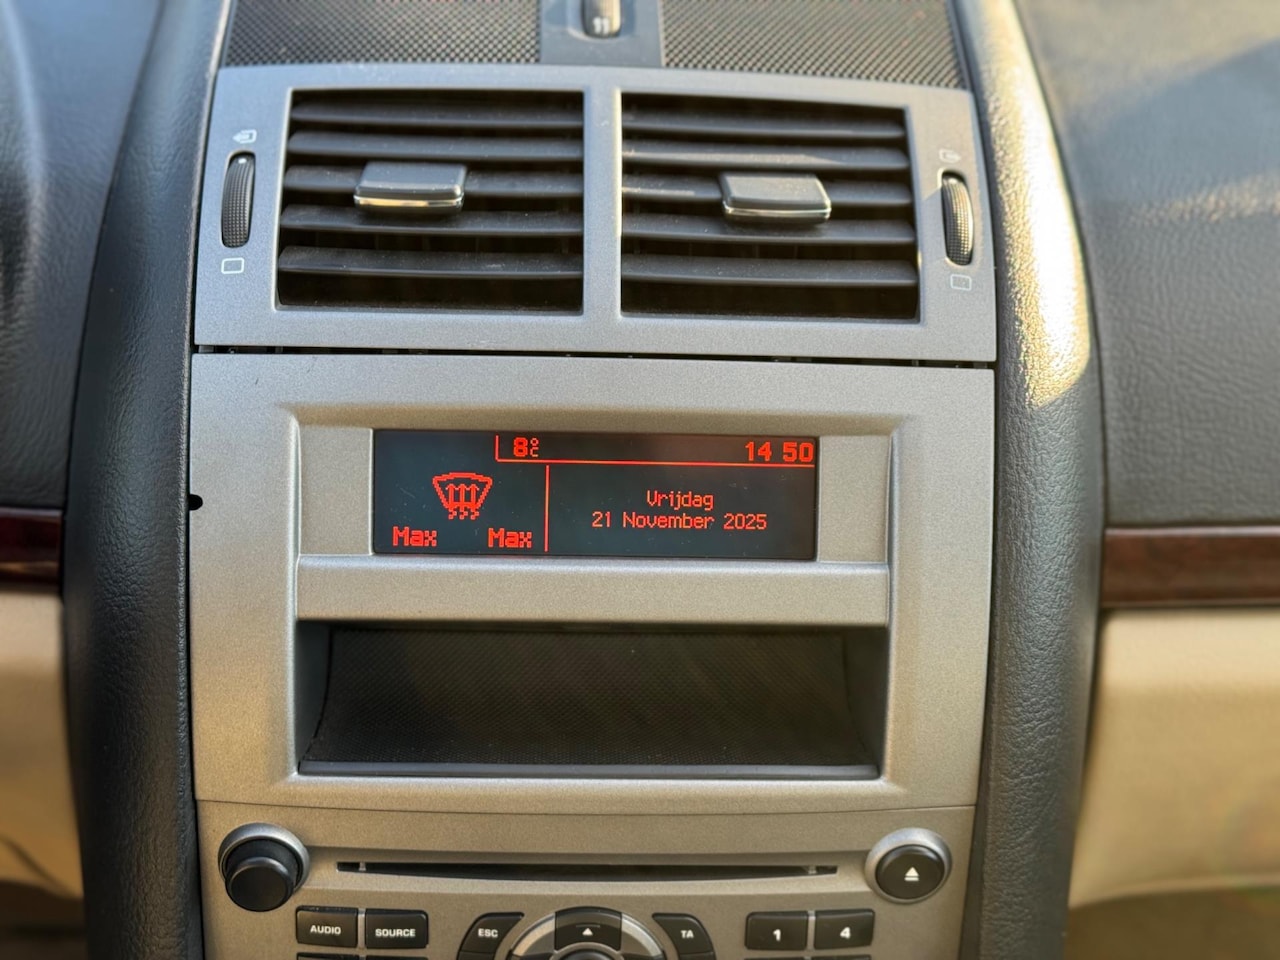 8°C 14 50
Vrijdag
21 November 2025
Max Max
AUDIO SOURCE ESC TA 1 4